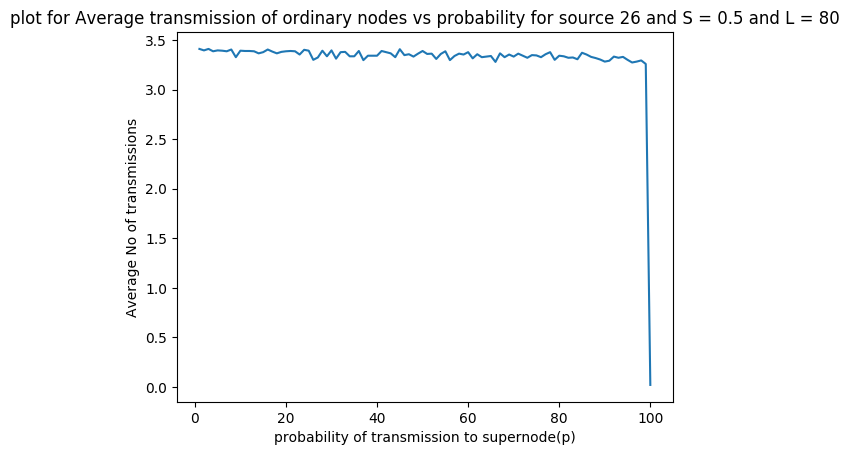 plot for Average transmission of ordinary nodes vs probability for source 26 and S = 0.5 and L = 80
3.5
3.0
2.5
2.0
1.5
1.0
0.5
0.0
Average No of transmissions
0 20 40 60 80 100
probability of transmission to supernode(p)